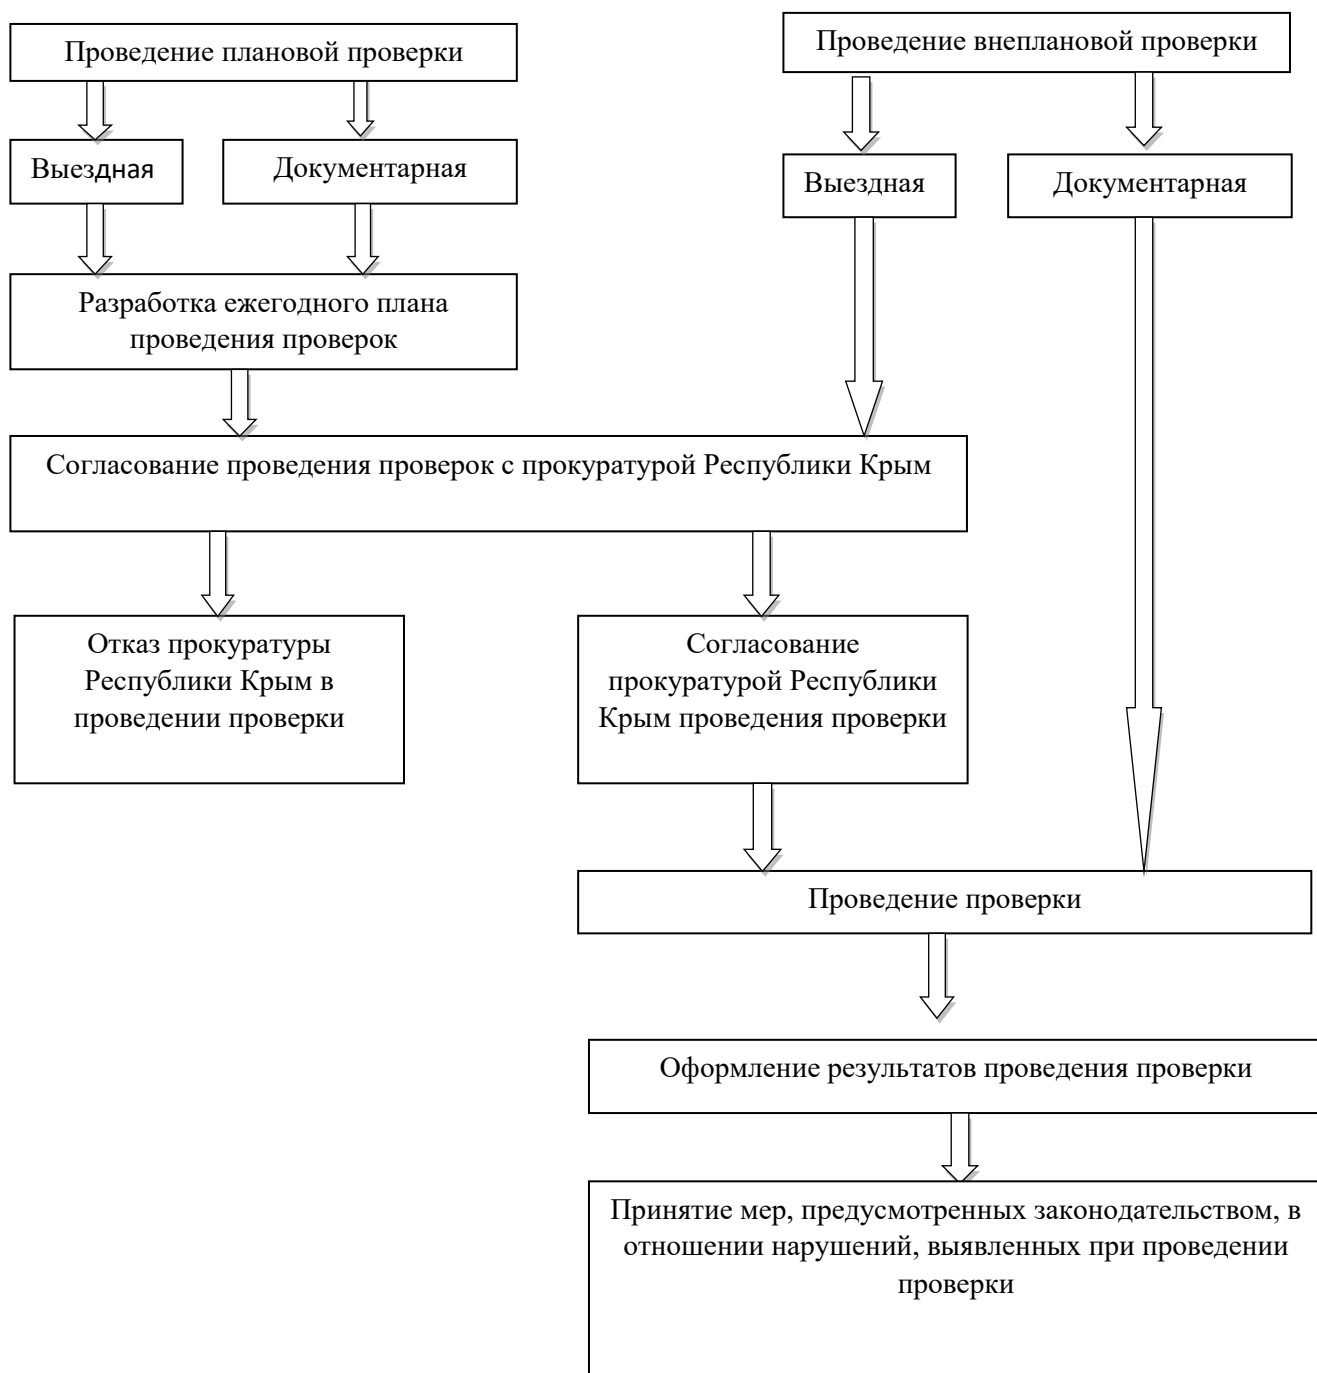 Проведение плановой проверки
Проведение внеплановой проверки
Выездная
Документарная
Выездная
Документарная
Разработка ежегодного плана
проведения проверок
Согласование проведения проверок с прокуратурой Республики Крым
Отказ прокуратуры
Республики Крым в
проведении проверки
Согласование
прокуратурой Республики
Крым проведения проверки
Проведение проверки
Оформление результатов проведения проверки
Принятие мер, предусмотренных законодательством, в
отношении нарушений, выявленных при проведении
проверки